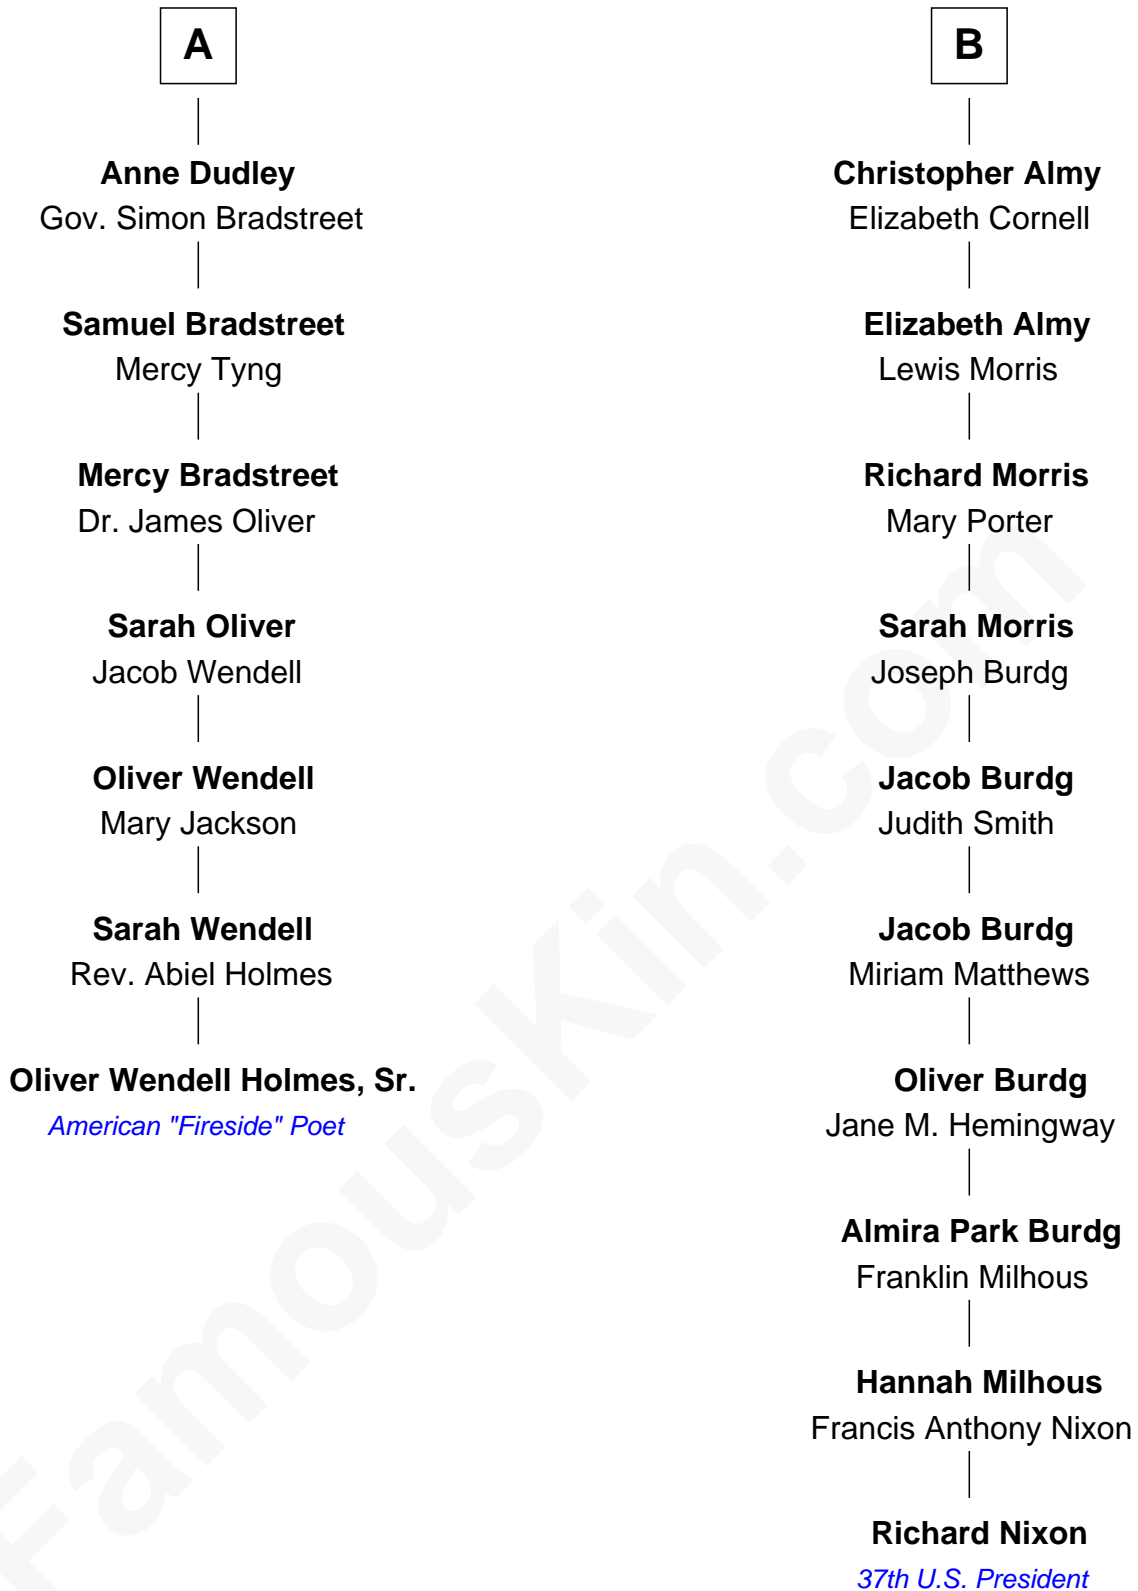 A
Anne Dudley
Gov. Simon Bradstreet
Samuel Bradstreet
Mercy Tyng
Mercy Bradstreet
Dr. James Oliver
Sarah Oliver
Jacob Wendell
Oliver Wendell
Mary Jackson
Sarah Wendell
Rev. Abiel Holmes
Oliver Wendell Holmes, Sr.
American "Fireside" Poet
B
Christopher Almy
Elizabeth Cornell
Elizabeth Almy
Lewis Morris
Richard Morris
Mary Porter
Sarah Morris
Joseph Burdg
Jacob Burdg
Judith Smith
Jacob Burdg
Miriam Matthews
Oliver Burdg
Jane M. Hemingway
Almira Park Burdg
Franklin Milhous
Hannah Milhous
Francis Anthony Nixon
Richard Nixon
37th U.S. President
FamousKin.com